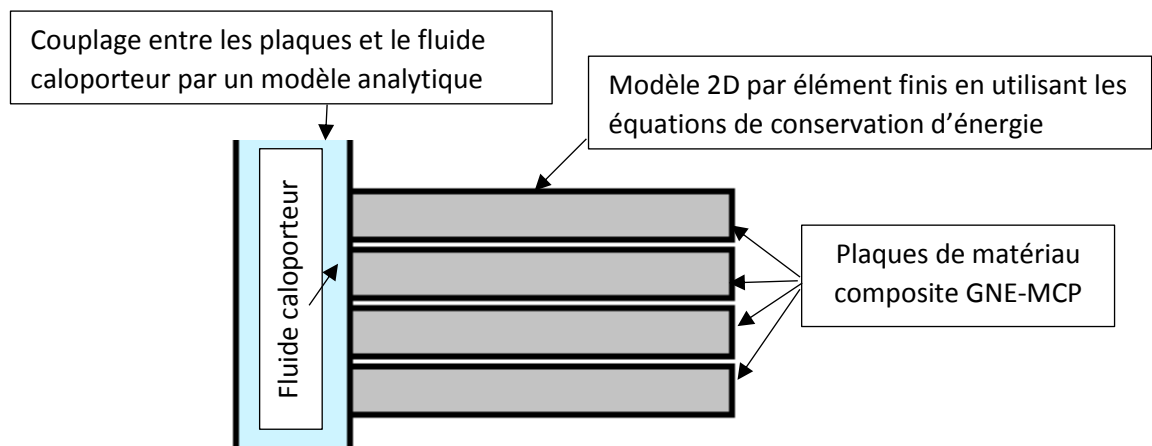 Couplage entre les plaques et le fluide
caloporteur par un modèle analytique
Modèle 2D par élément finis en utilisant les
équations de conservation d’énergie
Fluide caloporteur
Plaques de matériau
composite GNE-MCP